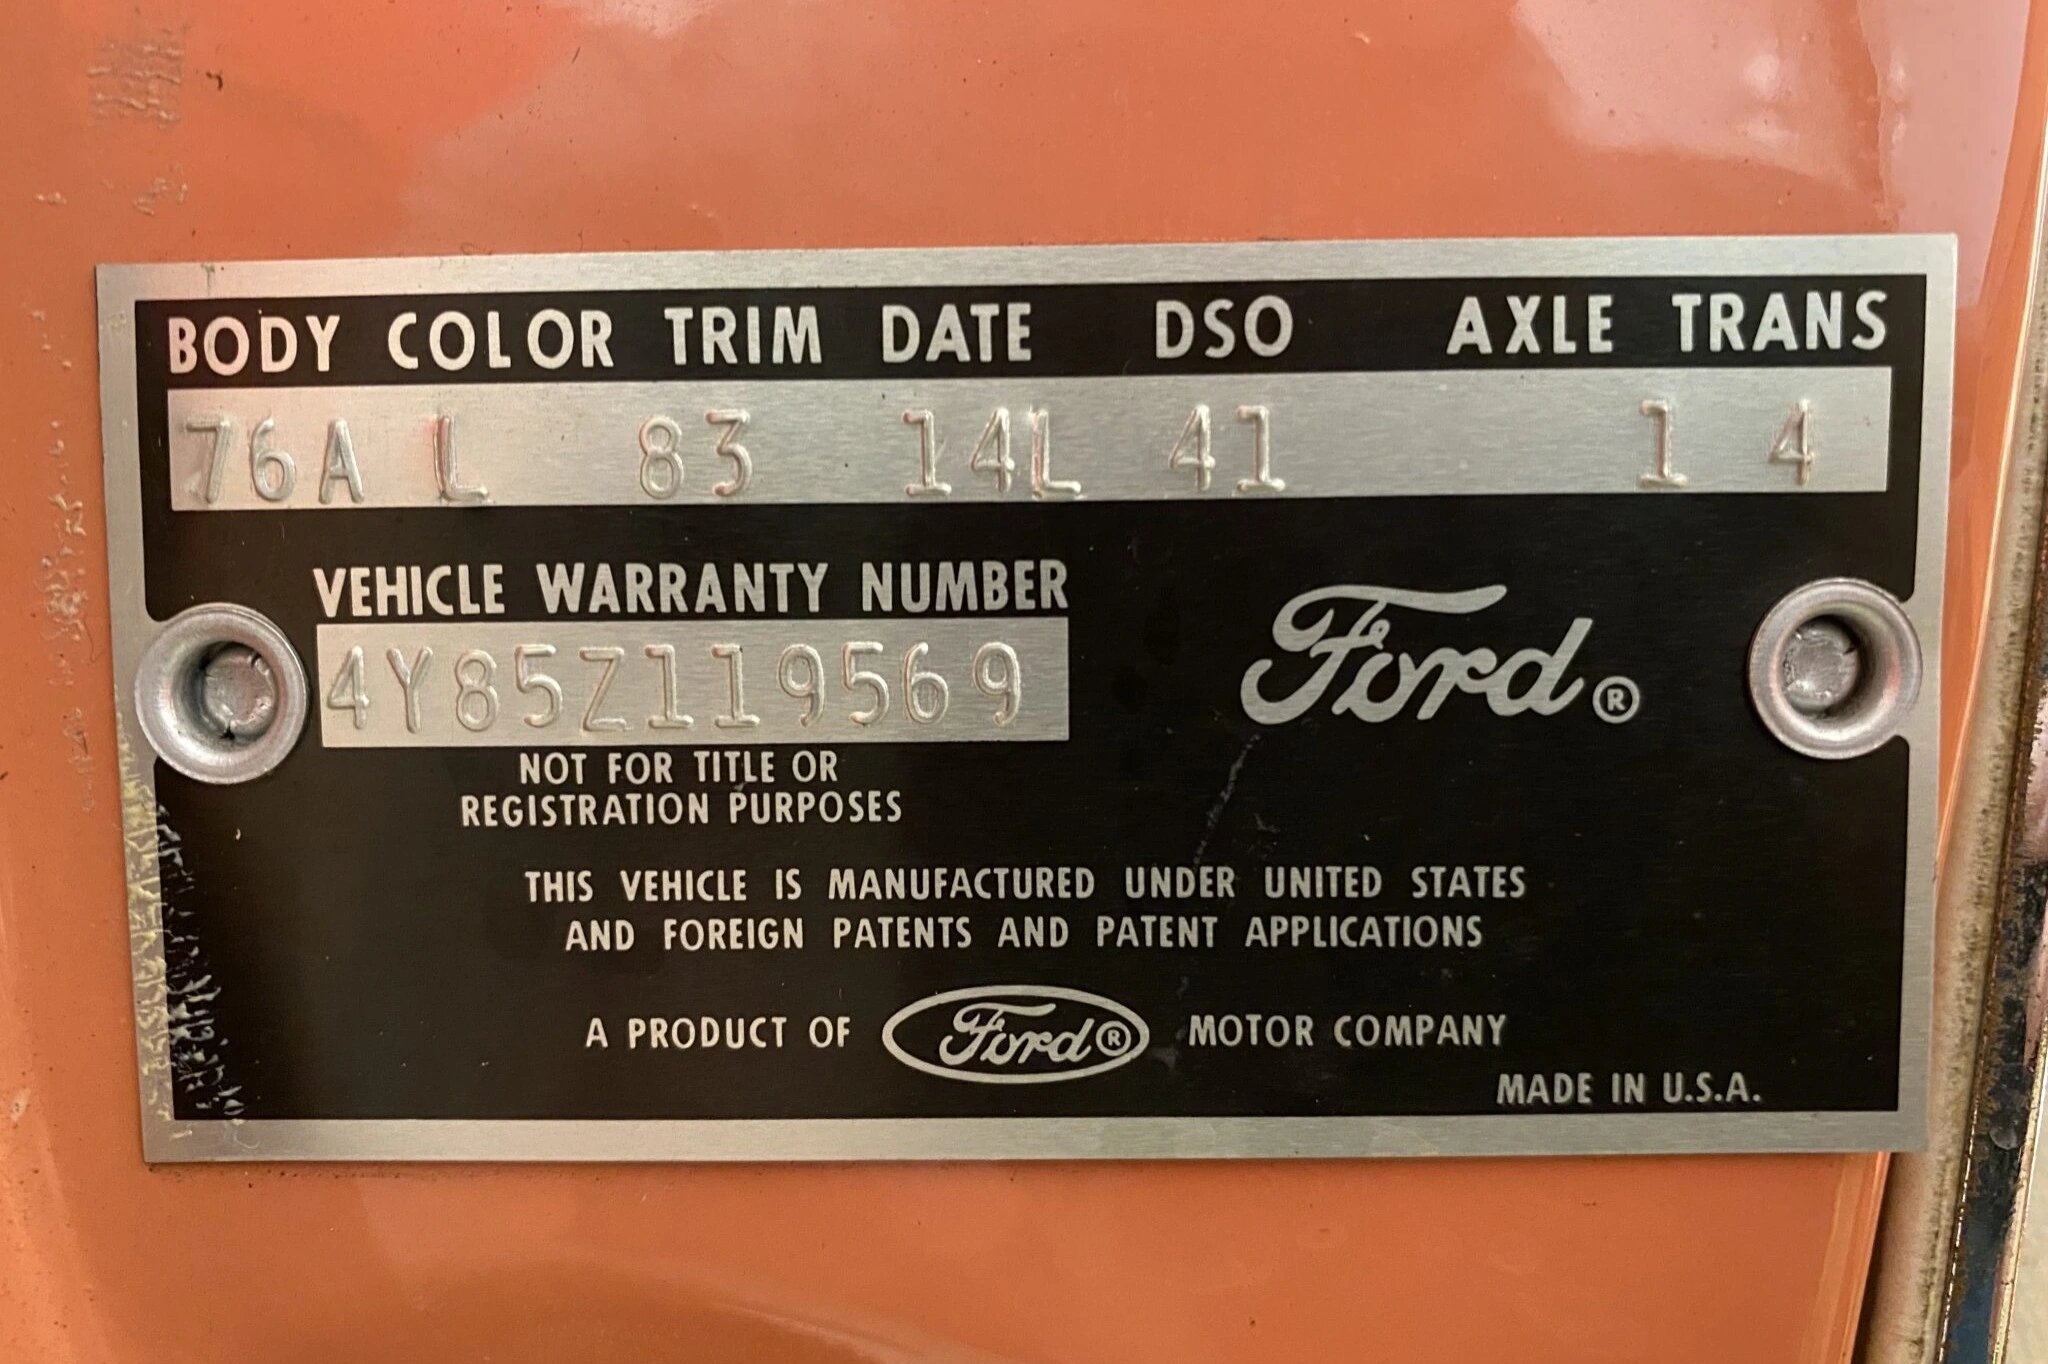 BODY COLOR TRIM DATE DSO AXLE TRANS
76A L 83 14L 41 1 4
VEHICLE WARRANTY NUMBER
4Y85Z119569
Ford®
NOT FOR TITLE OR
REGISTRATION PURPOSES
THIS VEHICLE IS MANUFACTURED UNDER UNITED STATES
AND FOREIGN PATENTS AND PATENT APPLICATIONS
A PRODUCT OF Ford® MOTOR COMPANY
MADE IN U.S.A.